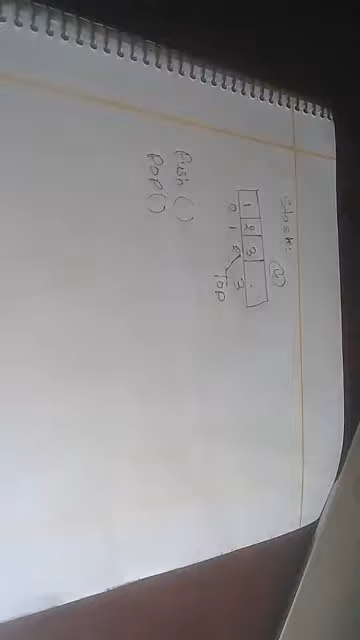 Stack:
1 2 3 .
0 1 2 3
Top
Push ( )
Pop ( )